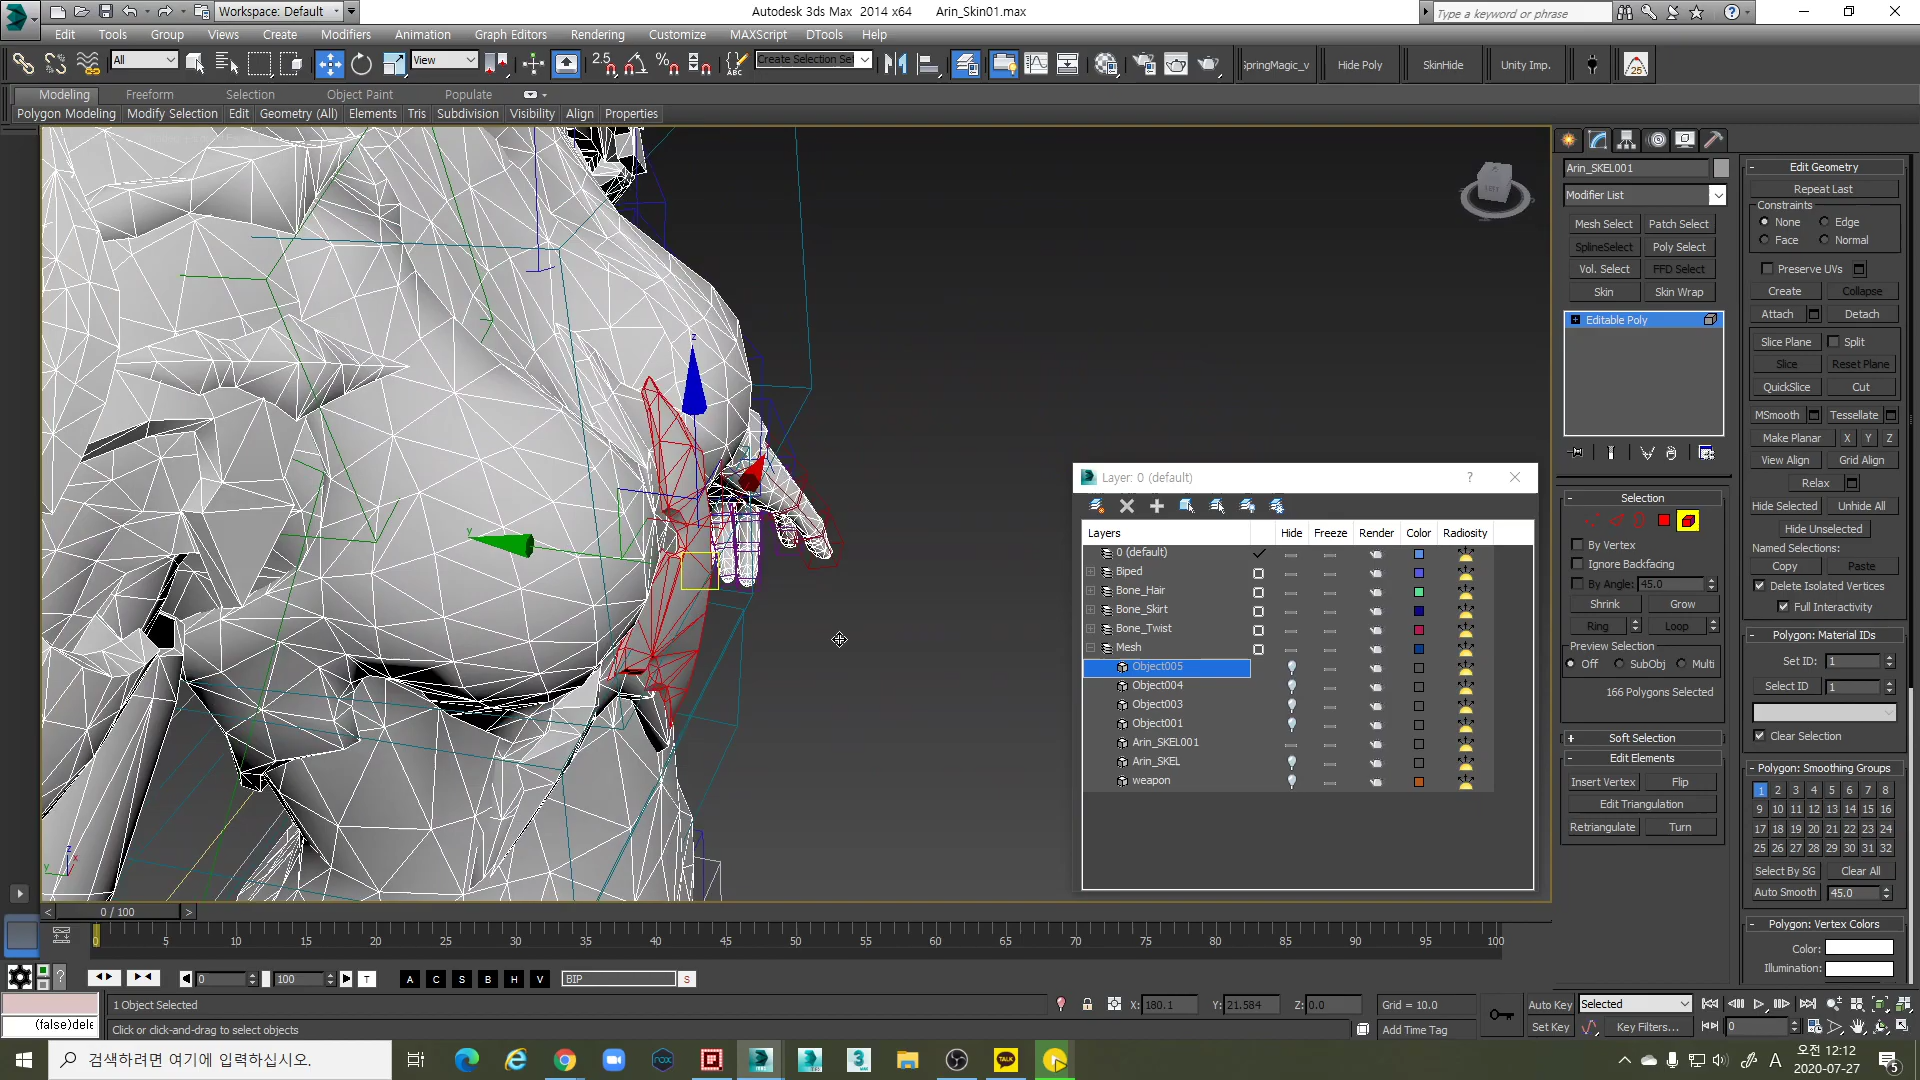 Workspace: Default
Autodesk 3ds Max 2014 x64 Arin_Skin01.max
Type a keyword or phrase
Edit Tools Group Views Create Modifiers Animation Graph Editors Rendering Customize MAXScript DTools Help
All View 2.5 Create Selection Set SpringMagic_v Hide Poly SkinHide Unity Imp. 25
Modeling Freeform Selection Object Paint Populate
Polygon Modeling Modify Selection Edit Geometry (All) Elements Tris Subdivision Visibility Align Properties
z
y
Layer: 0 (default)
Layers Hide Freeze Render Color Radiosity
0 (default)
Biped
Bone_Hair
Bone_Skirt
Bone_Twist
Mesh
Object005
Object004
Object003
Object001
Arin_SKEL001
Arin_SKEL
weapon
Arin_SKEL001
Modifier List
Mesh Select Patch Select
SplineSelect Poly Select
Vol. Select FFD Select
Skin Skin Wrap
Editable Poly
Selection
By Vertex
Ignore Backfacing
By Angle: 45.0
Shrink Grow
Ring Loop
Preview Selection
Off SubObj Multi
166 Polygons Selected
Soft Selection
Edit Elements
Insert Vertex Flip
Edit Triangulation
Retriangulate Turn
Edit Geometry
Repeat Last
Constraints
None Edge
Face Normal
Preserve UVs
Create Collapse
Attach Detach
Slice Plane Split
Slice Reset Plane
QuickSlice Cut
MSmooth Tessellate
Make Planar X Y Z
View Align Grid Align
Relax
Hide Selected Unhide All
Hide Unselected
Named Selections:
Copy Paste
Delete Isolated Vertices
Full Interactivity
Polygon: Material IDs
Set ID: 1
Select ID 1
Clear Selection
Polygon: Smoothing Groups
1 2 3 4 5 6 7 8
9 10 11 12 13 14 15 16
17 18 19 20 21 22 23 24
25 26 27 28 29 30 31 32
Select By SG Clear All
Auto Smooth 45.0
Polygon: Vertex Colors
Color:
Illumination:
z x y
< 0 / 100 >
0 5 10 15 20 25 30 35 40 45 50 55 60 65 70 75 80 85 90 95 100
? 0 100 T A C S B H V BIP S
1 Object Selected X: 180.1 Y: 21.584 Z: 0.0 Grid = 10.0 Auto Key Selected
(false)dele Click or click-and-drag to select objects Add Time Tag Set Key Key Filters... 0
검색하려면 여기에 입력하십시오. TALK A 오전 12:12
2020-07-27 5